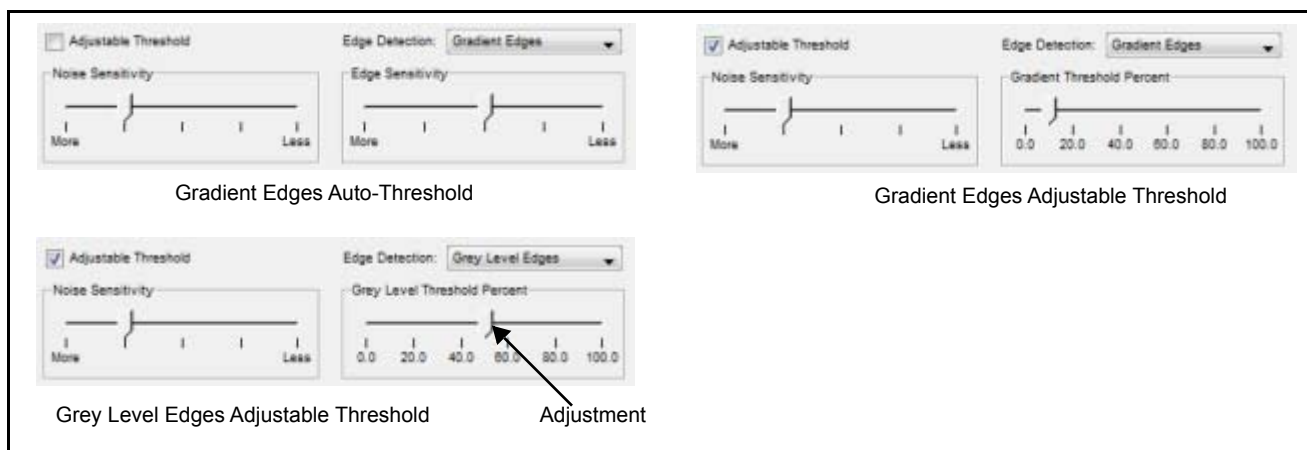 Adjustable Threshold Edge Detection: Gradient Edges
Noise Sensitivity Edge Sensitivity
More Less More Less
Gradient Edges Auto-Threshold
Adjustable Threshold Edge Detection: Gradient Edges
Noise Sensitivity Gradient Threshold Percent
More Less 0.0 20.0 40.0 60.0 80.0 100.0
Gradient Edges Adjustable Threshold
Adjustable Threshold Edge Detection: Grey Level Edges
Noise Sensitivity Grey Level Threshold Percent
More Less 0.0 20.0 40.0 60.0 80.0 100.0
Grey Level Edges Adjustable Threshold Adjustment